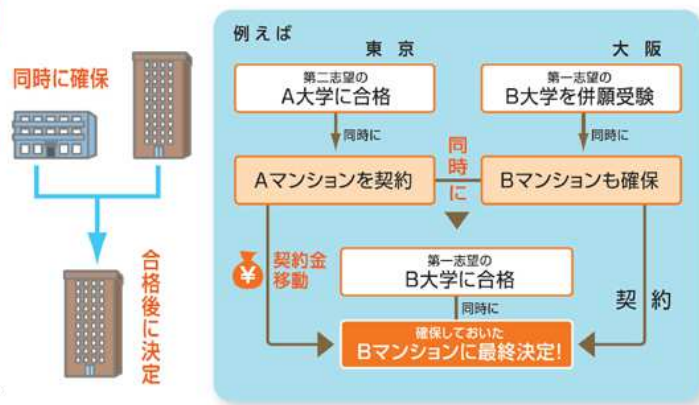 同時に確保
合格後に決定
例えば
東京
大阪
第二志望の
A大学に合格
第一志望の
B大学を併願受験
同時に
同時に
同時に
Aマンションを契約
Bマンションも確保
¥
契約金
移動
第一志望の
B大学に合格
契約
同時に
確保しておいた
Bマンションに最終決定!